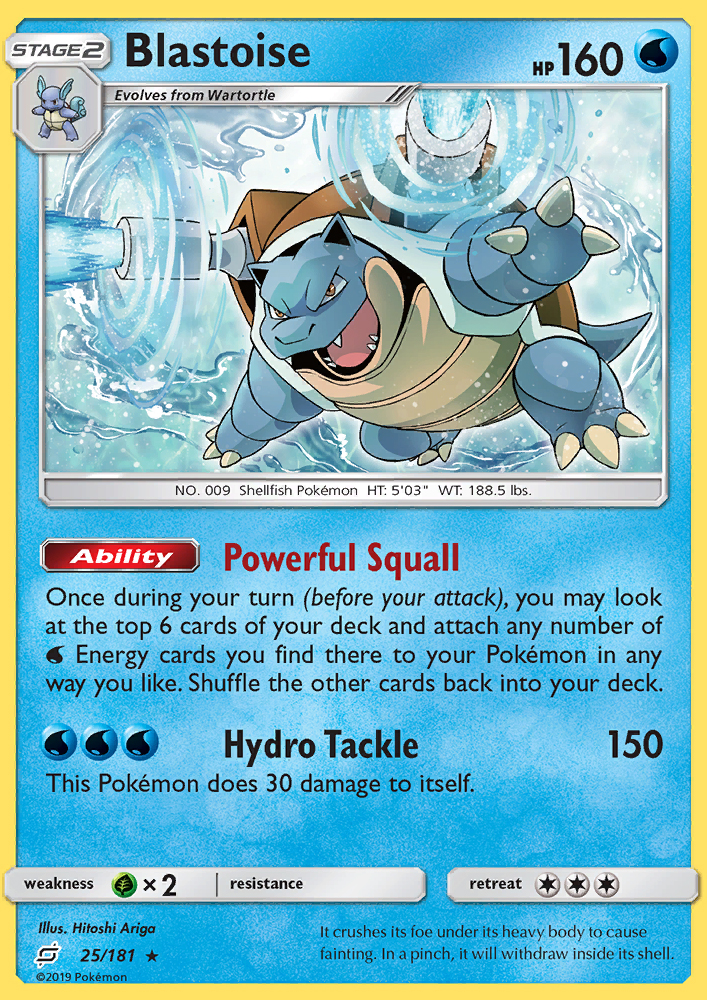 STAGE2
Blastoise
HP 160
Evolves from Wartortle
NO. 009 Shellfish Pokémon HT: 5'03" WT: 188.5 lbs.
Ability Powerful Squall
Once during your turn (before your attack), you may look
at the top 6 cards of your deck and attach any number of
Energy cards you find there to your Pokémon in any
way you like. Shuffle the other cards back into your deck.
Hydro Tackle 150
This Pokémon does 30 damage to itself.
weakness ×2 resistance retreat
Illus. Hitoshi Ariga
25/181 ★
©2019 Pokémon
It crushes its foe under its heavy body to cause
fainting. In a pinch, it will withdraw inside its shell.